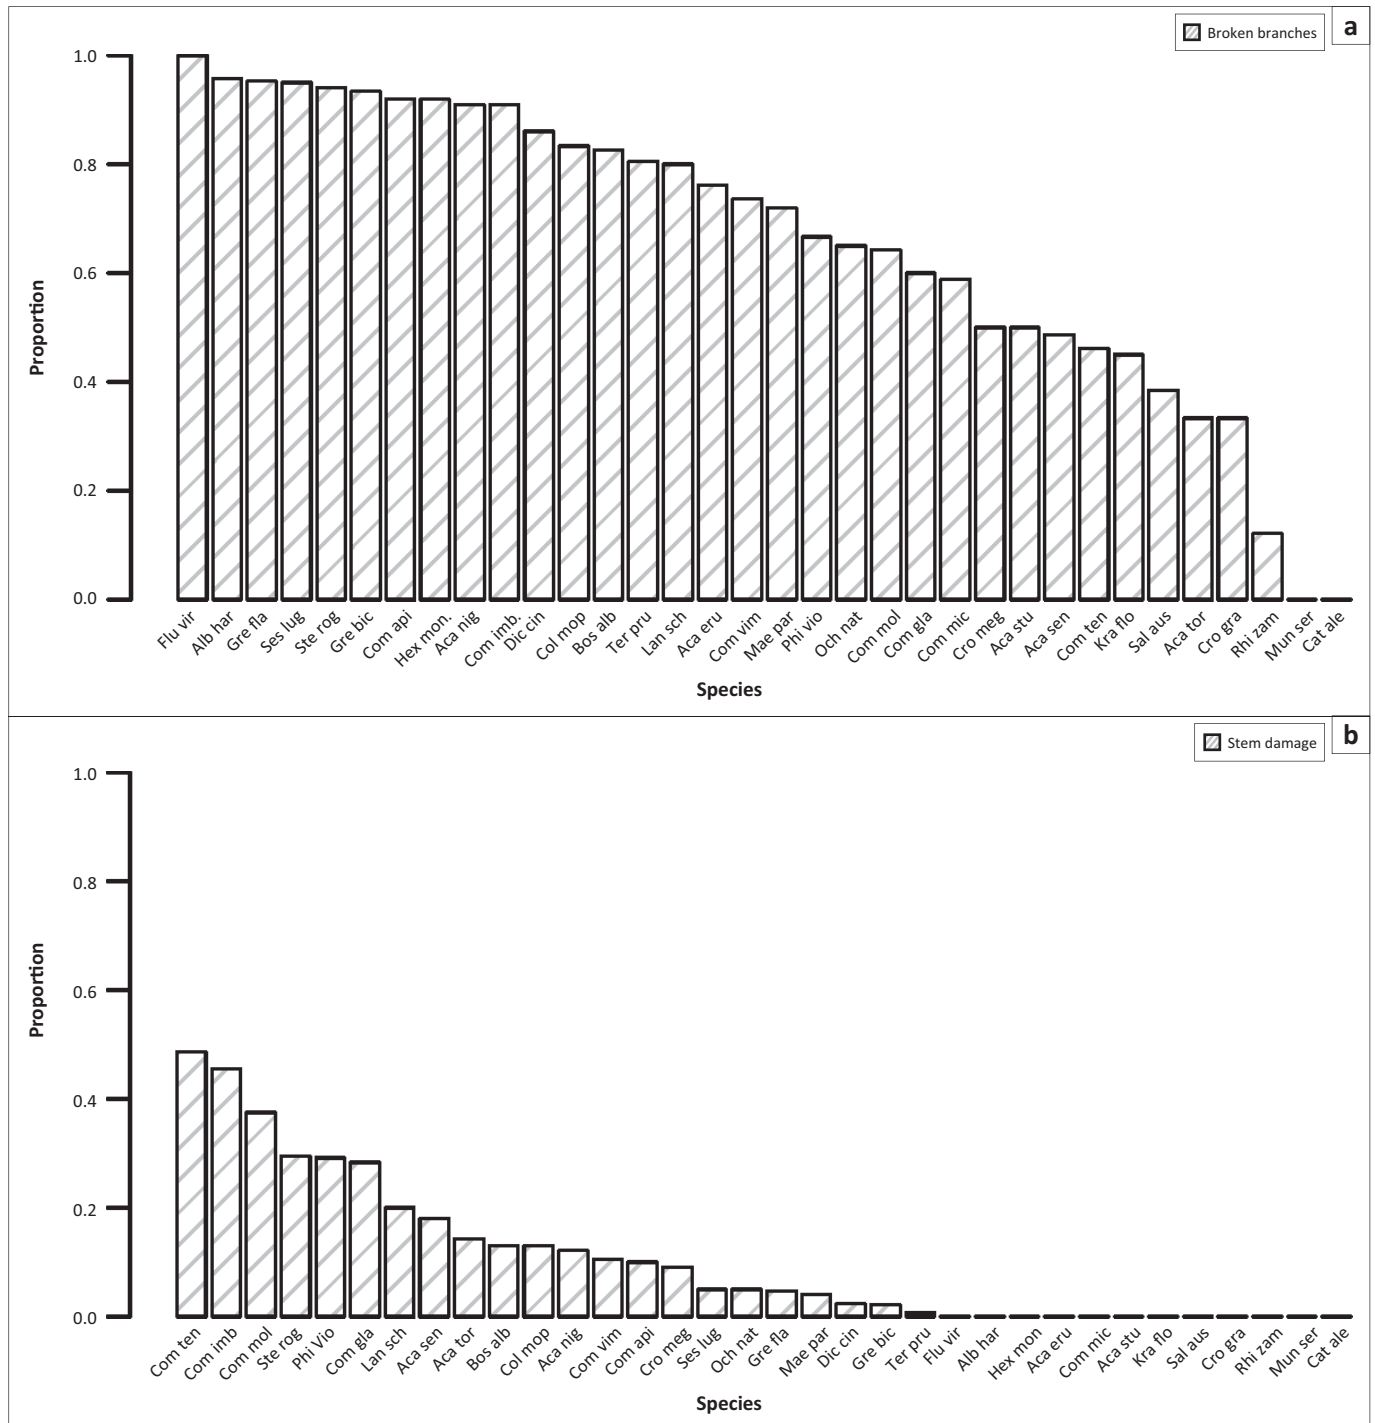 a
Broken branches
1.0
0.8
0.6
0.4
0.2
0.0
Proportion
Flu vir
Alb har
Gre fla
Ses lug
Ste rog
Gre bic
Com api
Hex mon.
Aca nig
Com imb.
Dic cin
Col mop
Bos alb
Ter pru
Lan sch
Aca eru
Com vim
Mae par
Phi vio
Och nat
Com mol
Com gla
Com mic
Cro meg
Aca stu
Aca sen
Com ten
Kra flo
Sal aus
Aca tor
Cro gra
Rhi zam
Mun ser
Cat ale
Species
b
Stem damage
1.0
0.8
0.6
0.4
0.2
0.0
Proportion
Com ten
Com imb
Com mol
Ste rog
Phi Vio
Com gla
Lan sch
Aca sen
Aca tor
Bos alb
Col mop
Aca nig
Com vim
Com api
Cro meg
Ses lug
Och nat
Gre fla
Mae par
Dic cin
Gre bic
Ter pru
Flu vir
Alb har
Hex mon
Aca eru
Com mic
Aca stu
Kra flo
Sal aus
Cro gra
Rhi zam
Mun ser
Cat ale
Species